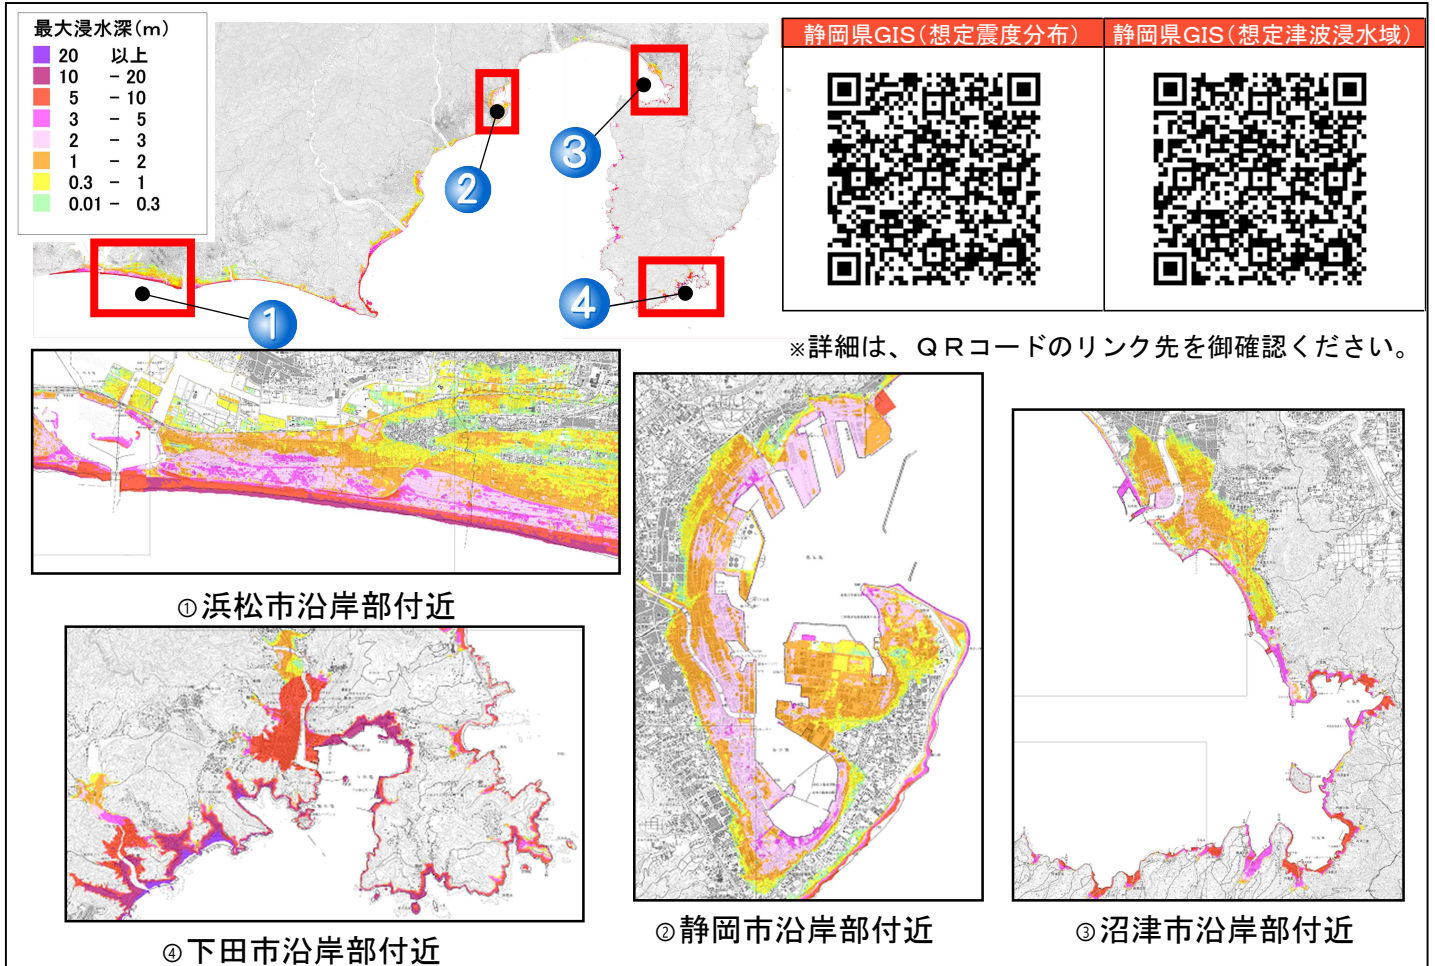 最大浸水深(m)
20 以上
10 - 20
5 - 10
3 - 5
2 - 3
1 - 2
0.3 - 1
0.01 - 0.3
静岡県GIS(想定震度分布)
静岡県GIS(想定津波浸水域)
②
③
④
①
※詳細は、QRコードのリンク先を御確認ください。
①浜松市沿岸部付近
②静岡市沿岸部付近
③沼津市沿岸部付近
④下田市沿岸部付近